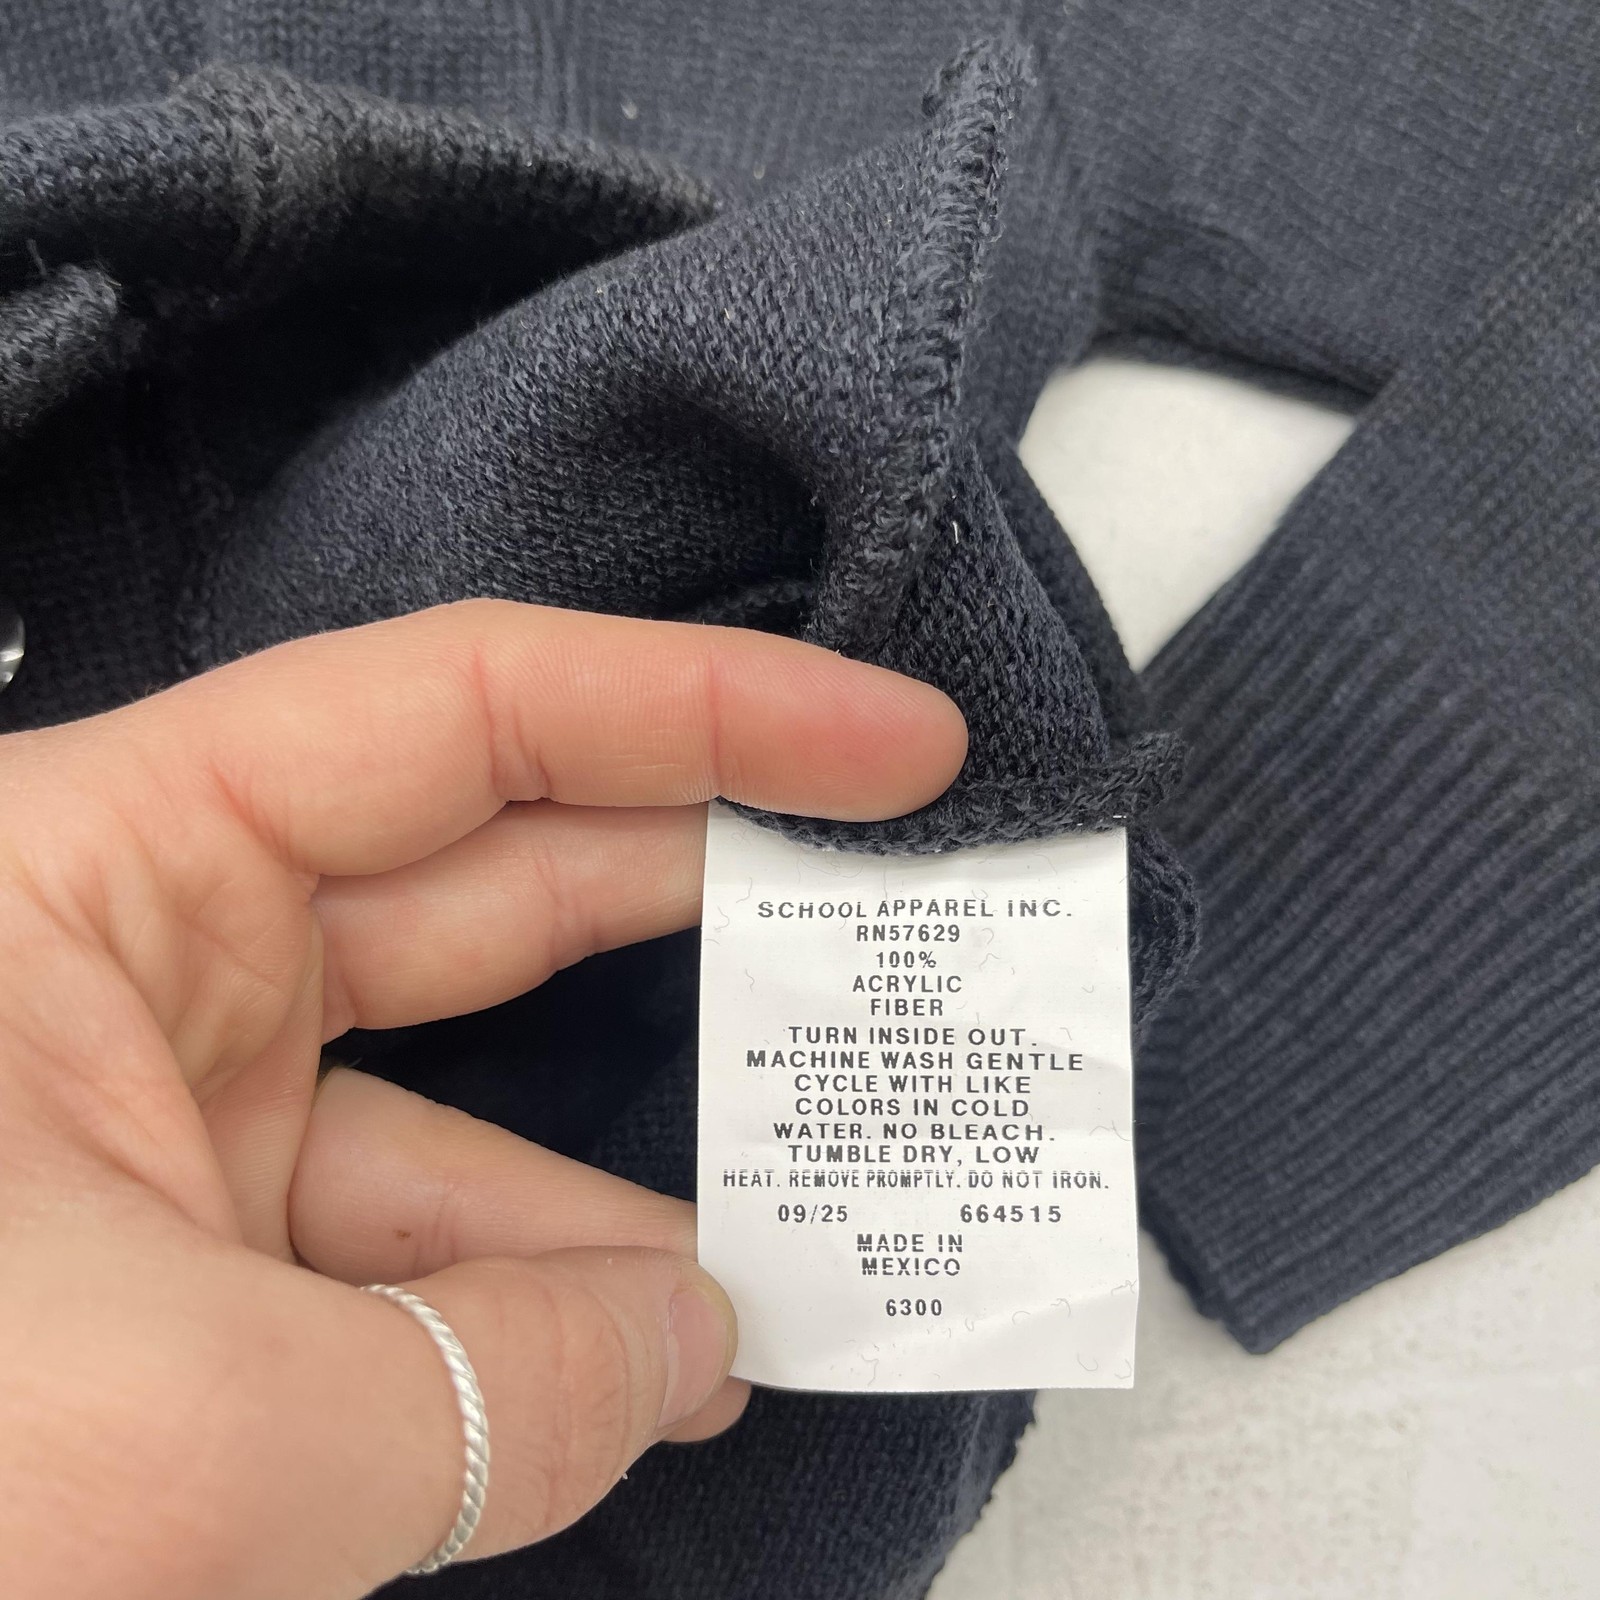 SCHOOL APPAREL INC.
RN57629
100%
ACRYLIC
FIBER
TURN INSIDE OUT.
MACHINE WASH GENTLE
CYCLE WITH LIKE
COLORS IN COLD
WATER. NO BLEACH.
TUMBLE DRY, LOW
HEAT. REMOVE PROMPTLY. DO NOT IRON.
09/25 664515
MADE IN
MEXICO
6300